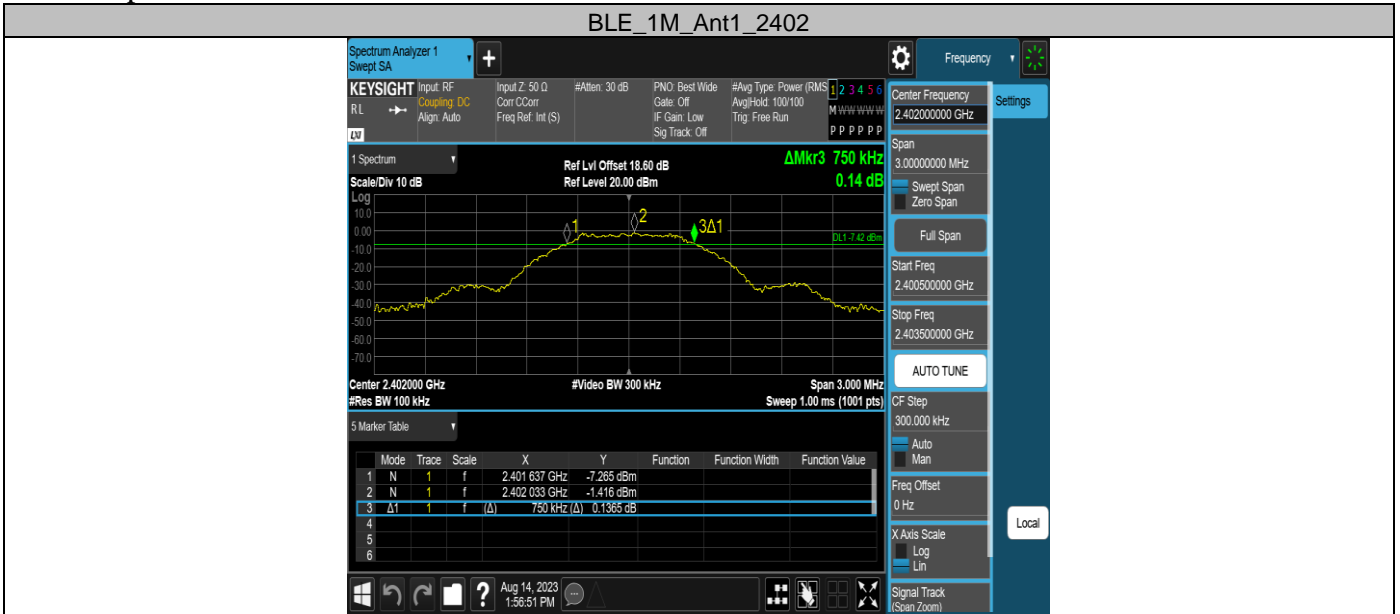 BLE_1M_Ant1_2402
Spectrum Analyzer 1
Swept SA
+
Frequency
KEYSIGHT
RL
LXI
Input: RF
Coupling: DC
Align: Auto
Input Z: 50 Ω
Corr CCorr
Freq Ref: Int (S)
#Atten: 30 dB
PNO: Best Wide
Gate: Off
IF Gain: Low
Sig Track: Off
#Avg Type: Power (RMS
Avg|Hold: 100/100
Trig: Free Run
1 2 3 4 5 6
M W W W W W
P P P P P P
Center Frequency
2.402000000 GHz
Settings
Span
3.00000000 MHz
Swept Span
Zero Span
Full Span
Start Freq
2.400500000 GHz
Stop Freq
2.403500000 GHz
AUTO TUNE
CF Step
300.000 kHz
Auto
Man
Freq Offset
0 Hz
X Axis Scale
Log
Lin
Signal Track
(Span Zoom)
Local
1 Spectrum
Scale/Div 10 dB
Ref Lvl Offset 18.60 dB
Ref Level 20.00 dBm
ΔMkr3 750 kHz
0.14 dB
Log
10.0
0.00
-10.0
-20.0
-30.0
-40.0
-50.0
-60.0
-70.0
1
2
3Δ1
DL1 -7.42 dBm
Center 2.402000 GHz
#Video BW 300 kHz
Span 3.000 MHz
#Res BW 100 kHz
Sweep 1.00 ms (1001 pts)
5 Marker Table
Mode Trace Scale X Y Function Function Width Function Value
1 N 1 f 2.401 637 GHz -7.265 dBm
2 N 1 f 2.402 033 GHz -1.416 dBm
3 Δ1 1 f (Δ) 750 kHz (Δ) 0.1365 dB
4
5
6
?
Aug 14, 2023
1:56:51 PM